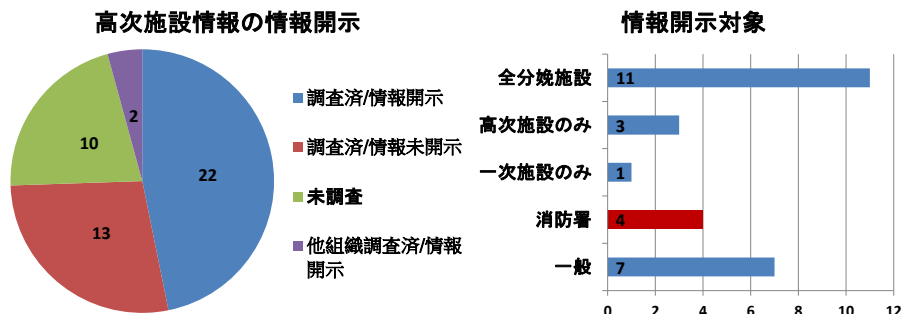 高次施設情報の情報開示
22
13
10
2
調査済/情報開示
調査済/情報未開示
未調査
他組織調査済/情報
開示
情報開示対象
全分娩施設
11
高次施設のみ
3
一次施設のみ
1
消防署
4
一般
7
0 2 4 6 8 10 12